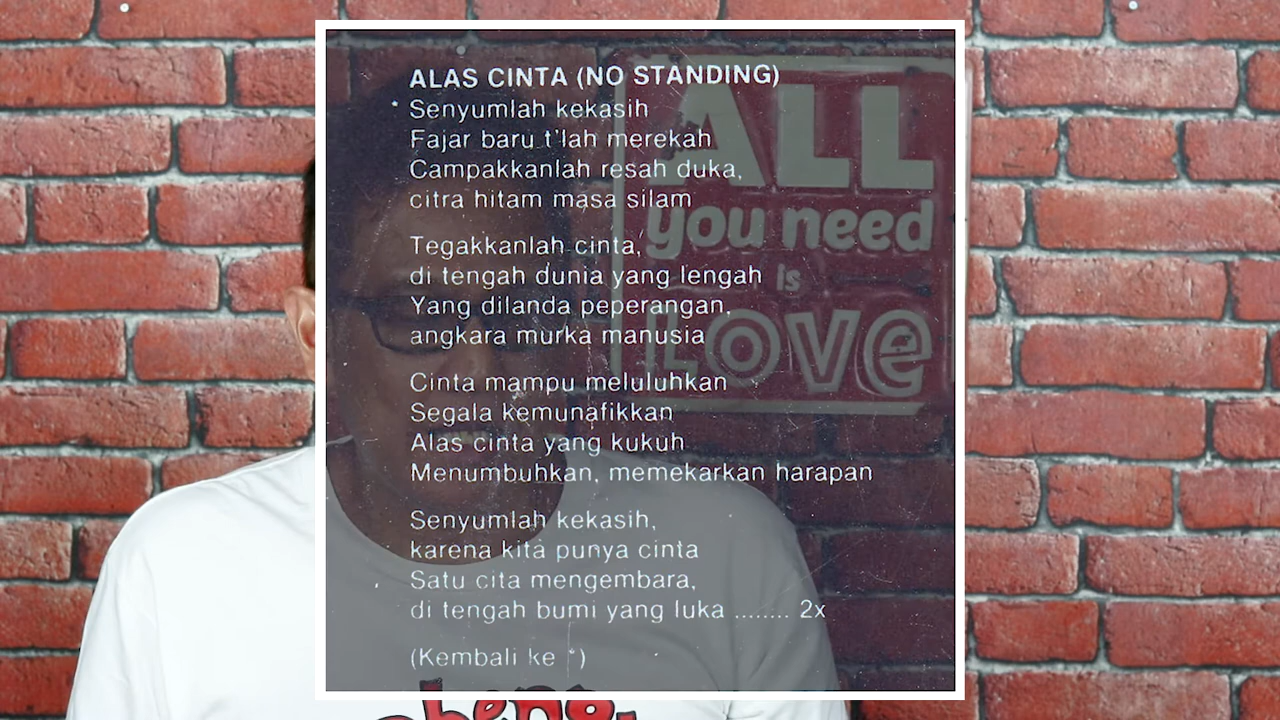 ALAS CINTA (NO STANDING)
* Senyumlah kekasih
Fajar baru t'lah merekah
Campakkanlah resah duka,
citra hitam masa silam
Tegakkanlah cinta,
di tengah dunia yang lengah
Yang dilanda peperangan,
angkara murka manusia
Cinta mampu meluluhkan
Segala kemunafikkan
Alas cinta yang kukuh
Menumbuhkan, memekarkan harapan
Senyumlah kekasih,
karena kita punya cinta
Satu cita mengembara,
di tengah bumi yang luka ........ 2x
(Kembali ke *)
ALL
you need
is
LOVe